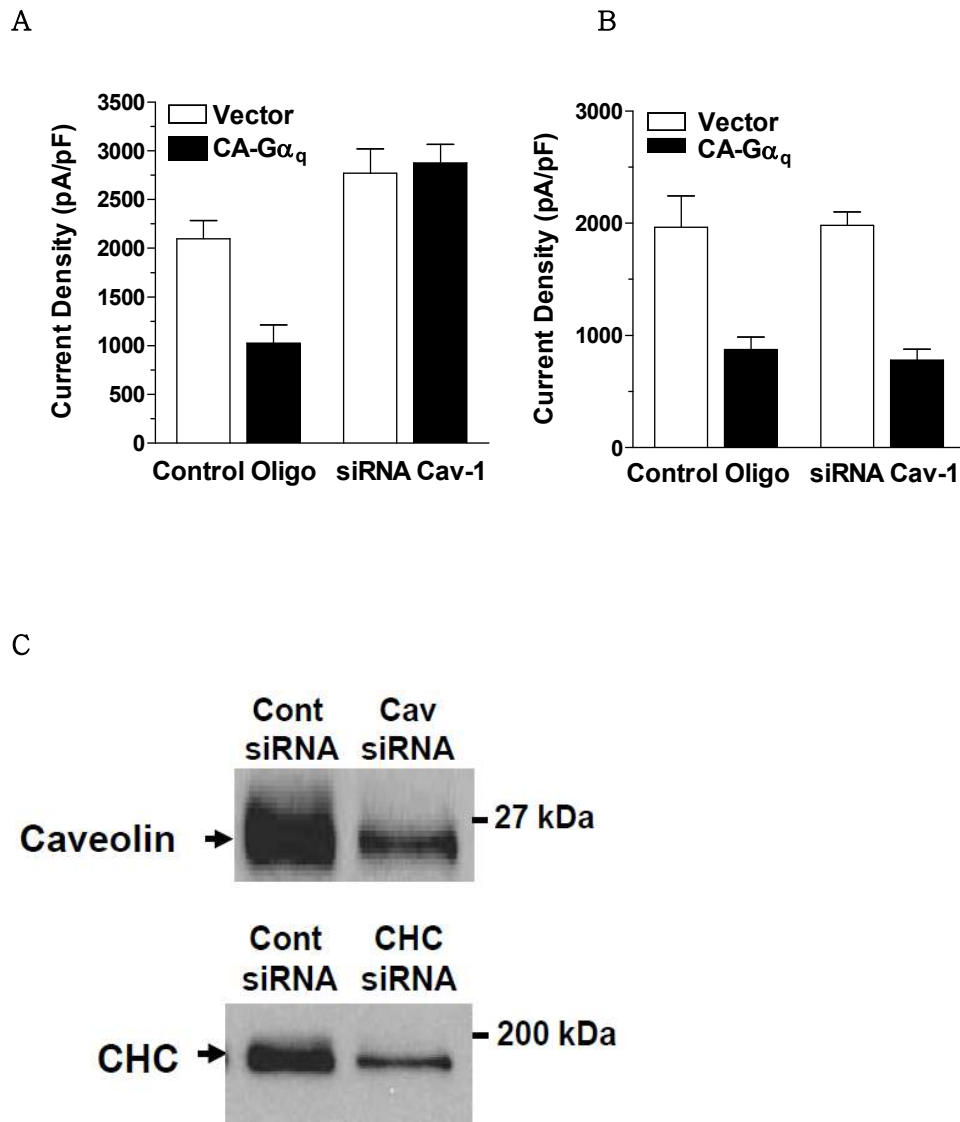 A
B
Current Density (pA/pF)
3500
3000
2500
2000
1500
1000
500
0
Vector
CA-Gαq
Control Oligo
siRNA Cav-1
Current Density (pA/pF)
3000
2000
1000
0
Vector
CA-Gαq
Control Oligo
siRNA Cav-1
C
Cont
siRNA
Cav
siRNA
Caveolin
27 kDa
Cont
siRNA
CHC
siRNA
CHC
200 kDa